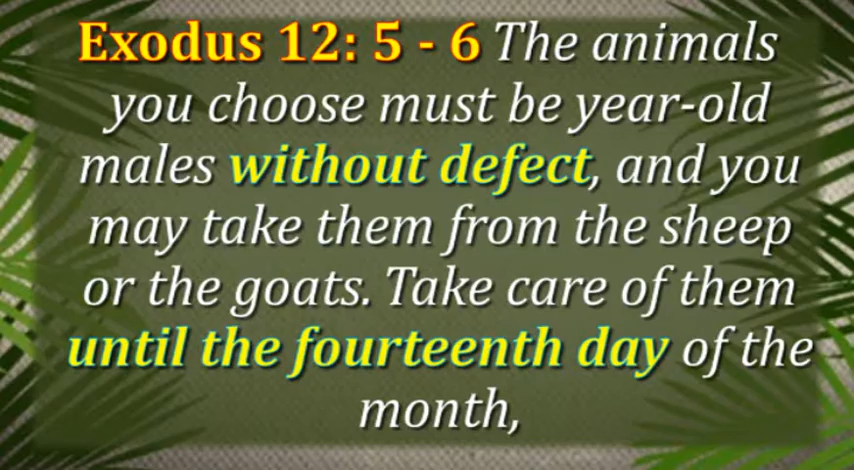 Exodus 12: 5 - 6 The animals
you choose must be year-old
males without defect, and you
may take them from the sheep
or the goats. Take care of them
until the fourteenth day of the
month,